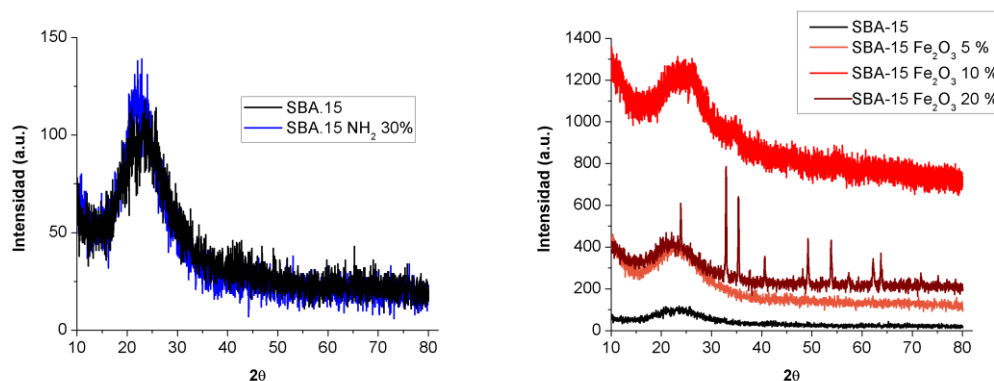 150
100
50
0
Intensidad (a.u.)
10 20 30 40 50 60 70 80
2θ
SBA.15
SBA.15 NH₂ 30%
1400
1200
1000
800
600
400
200
0
Intensidad (a.u.)
10 20 30 40 50 60 70 80
2θ
SBA-15
SBA-15 Fe₂O₃ 5 %
SBA-15 Fe₂O₃ 10 %
SBA-15 Fe₂O₃ 20 %